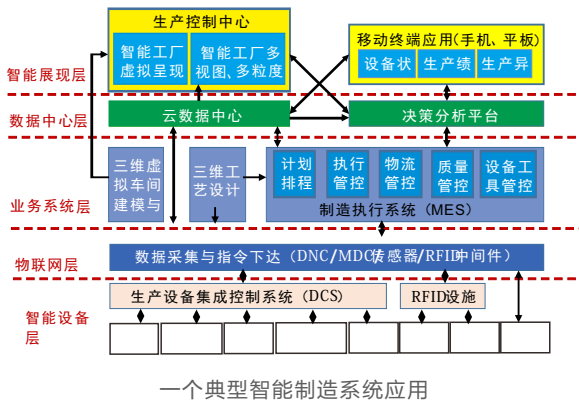 生产控制中心
智能工厂
虚拟呈现
智能工厂多
视图、多粒度
移动终端应用(手机、平板)
设备状
生产绩
生产异
智能展现层
云数据中心
决策分析平台
数据中心层
三维虚
拟车间
建模与
三维工
艺设计
计划
排程
执行
管控
物流
管控
质量
管控
设备工
具管控
制造执行系统（MES）
业务系统层
数据采集与指令下达（DNC/MDC/传感器/RFID中间件）
物联网层
生产设备集成控制系统（DCS）
RFID设施
智能设备
层
一个典型智能制造系统应用